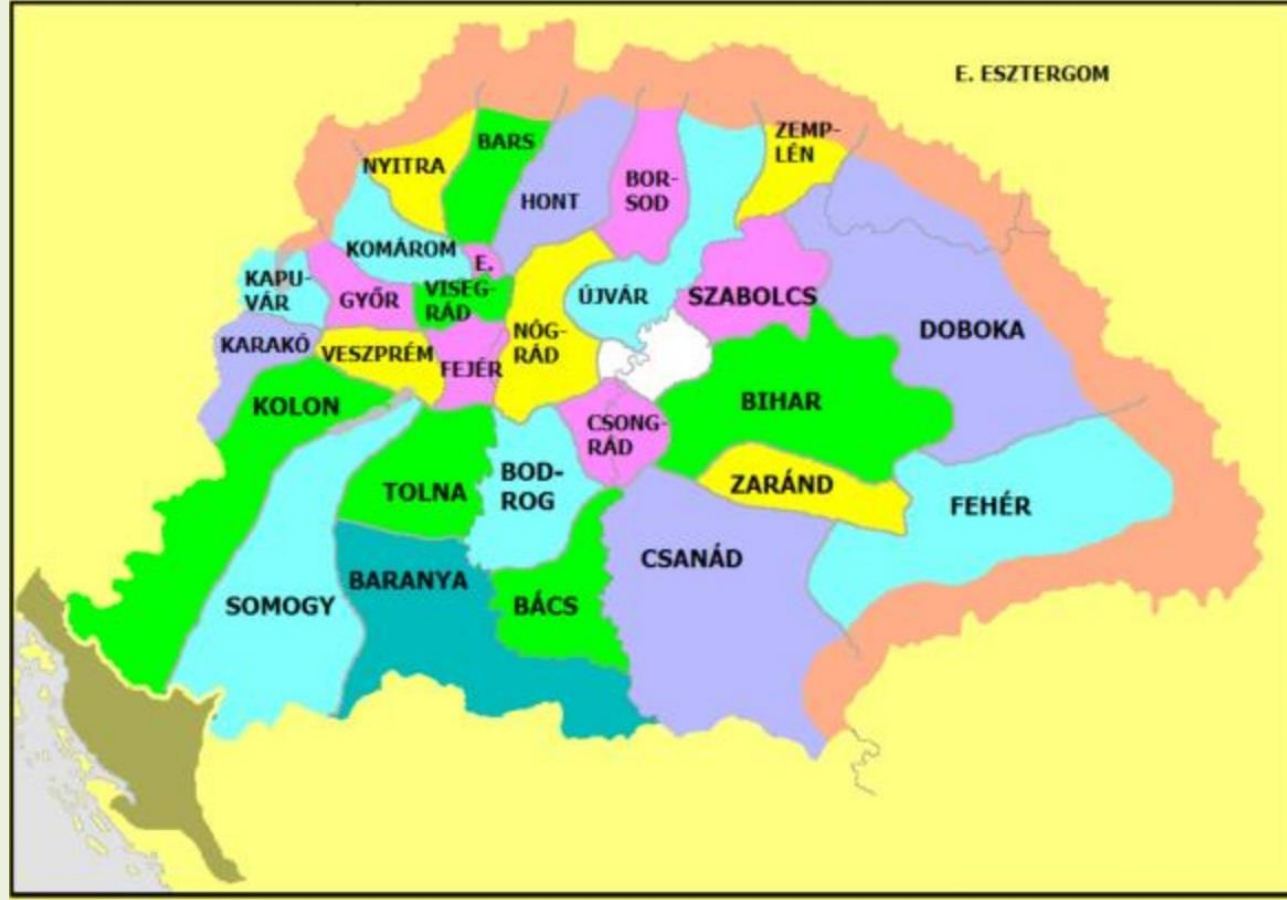 E. ESZTERGOM
ZEMP-
LÉN
BARS
NYITRA
BOR-
SOD
HONT
KOMÁROM
E.
KAPU-
VÁR
GYŐR
VISEG-
RÁD
ÚJVÁR
SZABOLCS
DOBOKA
KARAKÓ
VESZPRÉM
FEJÉR
NÓG-
RÁD
KOLON
BIHAR
CSONG-
RÁD
TOLNA
BOD-
ROG
ZARÁND
FEHÉR
CSANÁD
BARANYA
SOMOGY
BÁCS